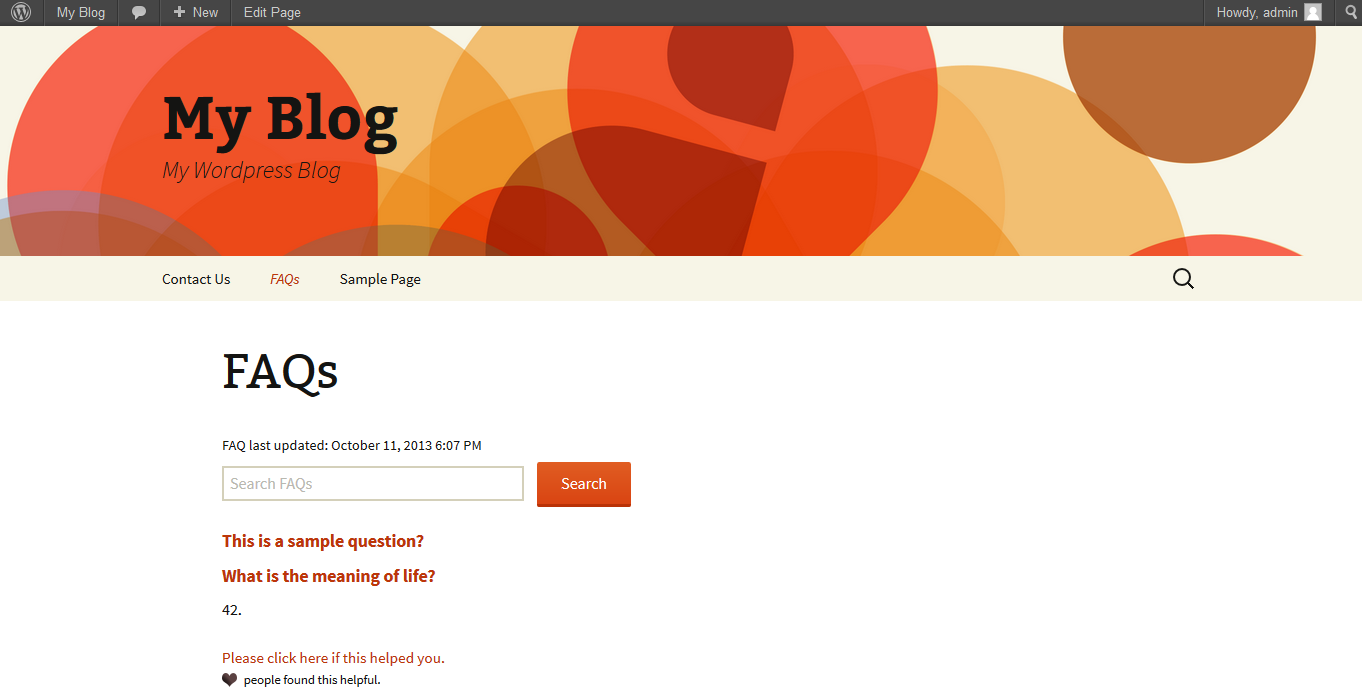 My Blog New Edit Page Howdy, admin
My Blog
My Wordpress Blog
Contact Us FAQs Sample Page
FAQs
FAQ last updated: October 11, 2013 6:07 PM
Search FAQs Search
This is a sample question?
What is the meaning of life?
42.
Please click here if this helped you.
people found this helpful.